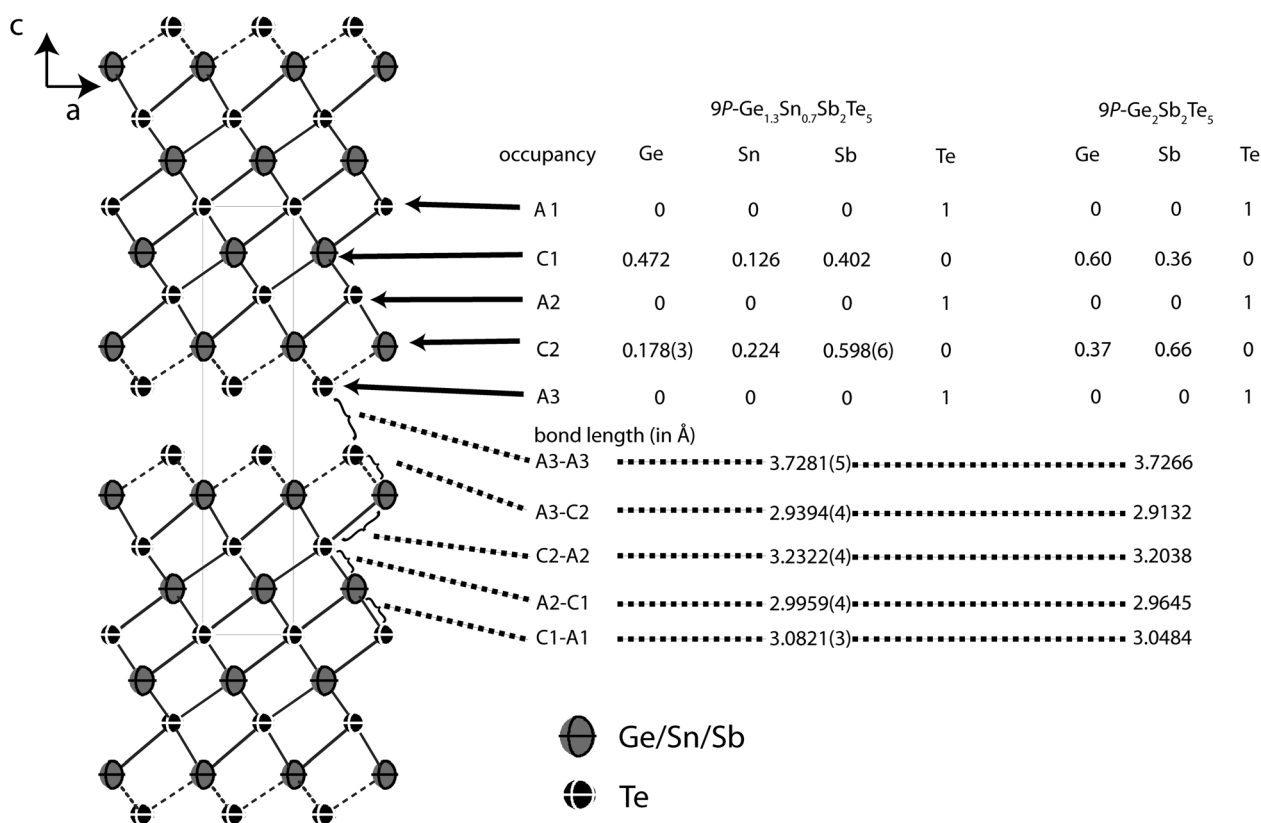 c
a
9P-Ge1.3Sn0.7Sb2Te5 9P-Ge2Sb2Te5
occupancy Ge Sn Sb Te Ge Sb Te
A1 0 0 0 1 0 0 1
C1 0.472 0.126 0.402 0 0.60 0.36 0
A2 0 0 0 1 0 0 1
C2 0.178(3) 0.224 0.598(6) 0 0.37 0.66 0
A3 0 0 0 1 0 0 1
bond length (in Å)
A3-A3 3.7281(5) 3.7266
A3-C2 2.9394(4) 2.9132
C2-A2 3.2322(4) 3.2038
A2-C1 2.9959(4) 2.9645
C1-A1 3.0821(3) 3.0484
Ge/Sn/Sb
Te